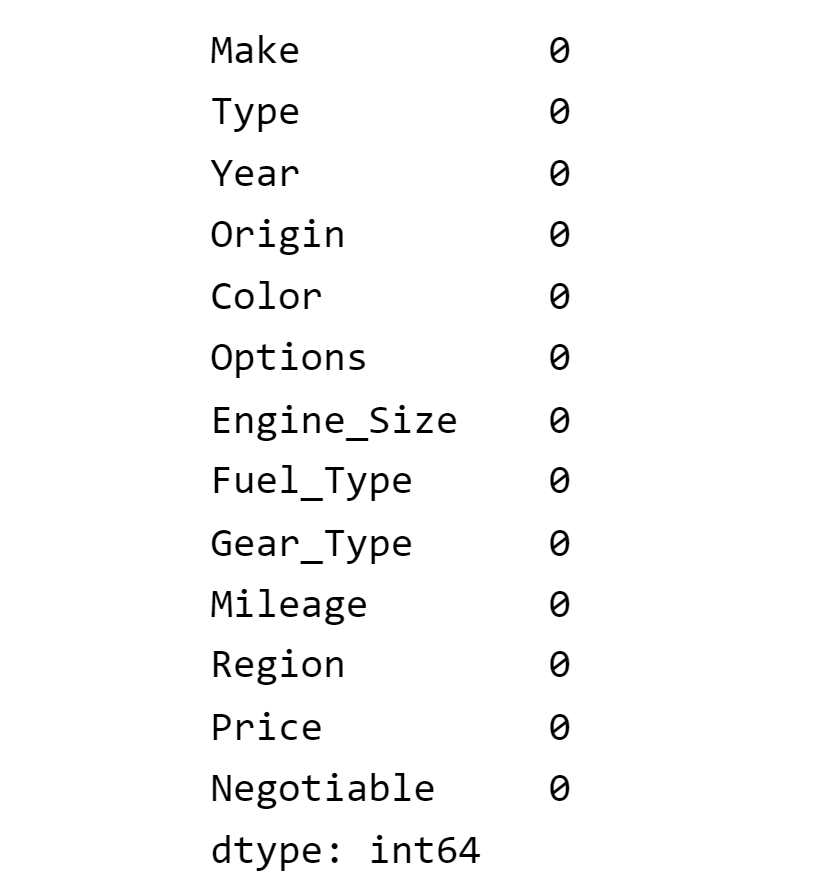 Make 0
Type 0
Year 0
Origin 0
Color 0
Options 0
Engine_Size 0
Fuel_Type 0
Gear_Type 0
Mileage 0
Region 0
Price 0
Negotiable 0
dtype: int64